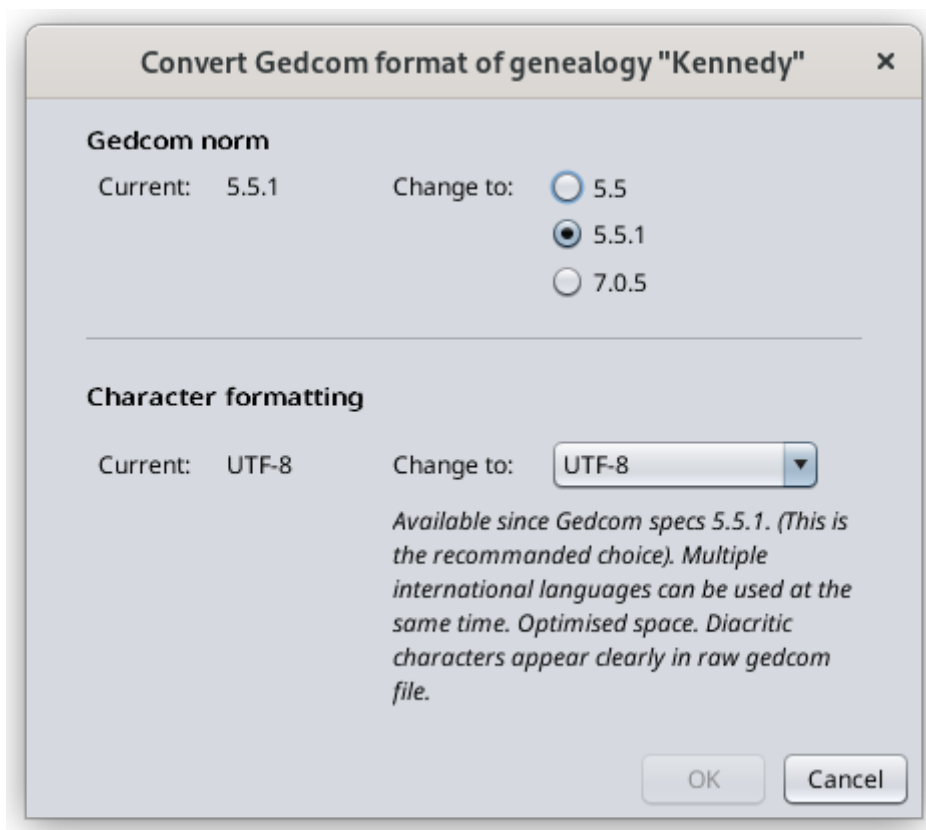 Convert Gedcom format of genealogy "Kennedy"
Gedcom norm
Current: 5.5.1 Change to: 5.5
5.5.1
7.0.5
Character formatting
Current: UTF-8 Change to: UTF-8
Available since Gedcom specs 5.5.1. (This is
the recommanded choice). Multiple
international languages can be used at the
same time. Optimised space. Diacritic
characters appear clearly in raw gedcom
file.
OK Cancel